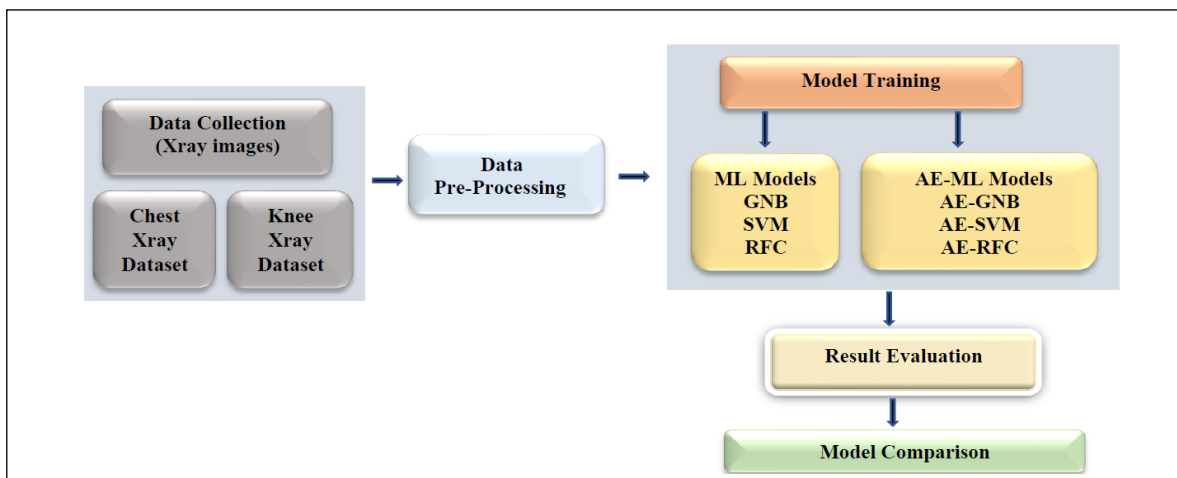 Data Collection
(Xray images)
Chest
Xray
Dataset
Knee
Xray
Dataset
Data
Pre-Processing
Model Training
ML Models
GNB
SVM
RFC
AE-ML Models
AE-GNB
AE-SVM
AE-RFC
Result Evaluation
Model Comparison